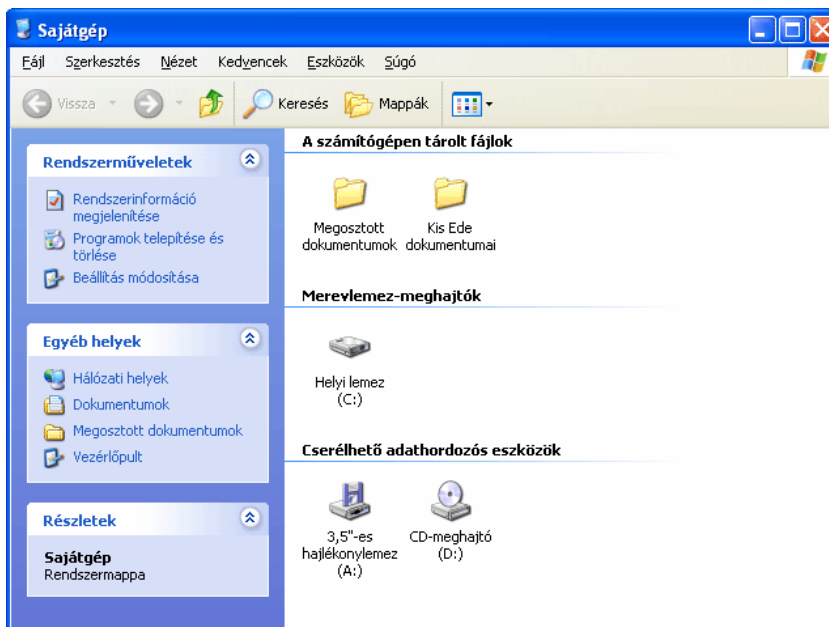 Sajátgép
Fájl Szerkesztés Nézet Kedvencek Eszközök Súgó
Vissza Keresés Mappák
Rendszerműveletek
Rendszerinformáció
megjelenítése
Programok telepítése és
törlése
Beállítás módosítása
Egyéb helyek
Hálózati helyek
Dokumentumok
Megosztott dokumentumok
Vezérlőpult
Részletek
Sajátgép
Rendszermappa
A számítógépen tárolt fájlok
Megosztott
dokumentumok
Kis Ede
dokumentumai
Merevlemez-meghajtók
Helyi lemez
(C:)
Cserélhető adathordozós eszközök
3,5"-es
hajlékonylemez
(A:)
CD-meghajtó
(D:)